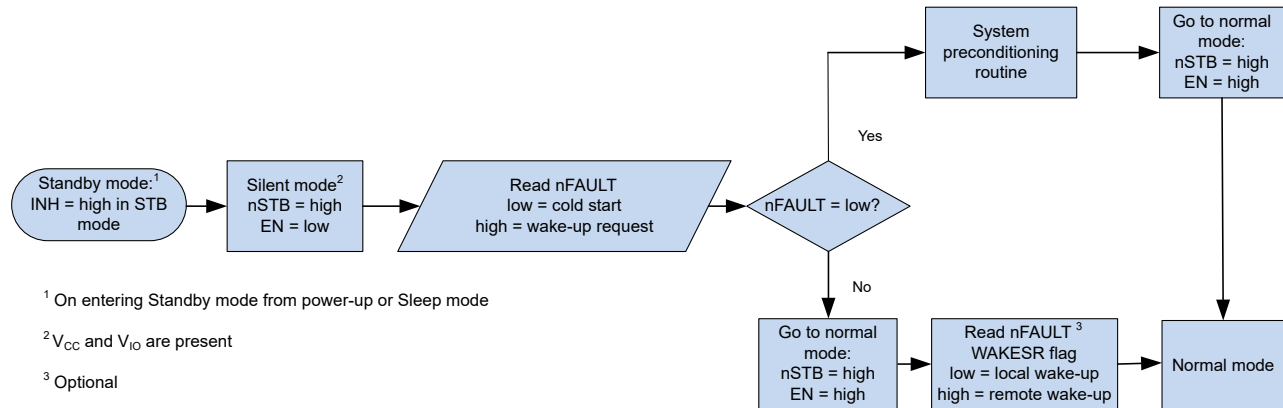 System
preconditioning
routine
Go to normal
mode:
nSTB = high
EN = high
Yes
Standby mode:¹
INH = high in STB
mode
Silent mode²
nSTB = high
EN = low
Read nFAULT
low = cold start
high = wake-up request
nFAULT = low?
No
¹ On entering Standby mode from power-up or Sleep mode
² V_CC and V_IO are present
³ Optional
Go to normal
mode:
nSTB = high
EN = high
Read nFAULT ³
WAKESR flag
low = local wake-up
high = remote wake-up
Normal mode